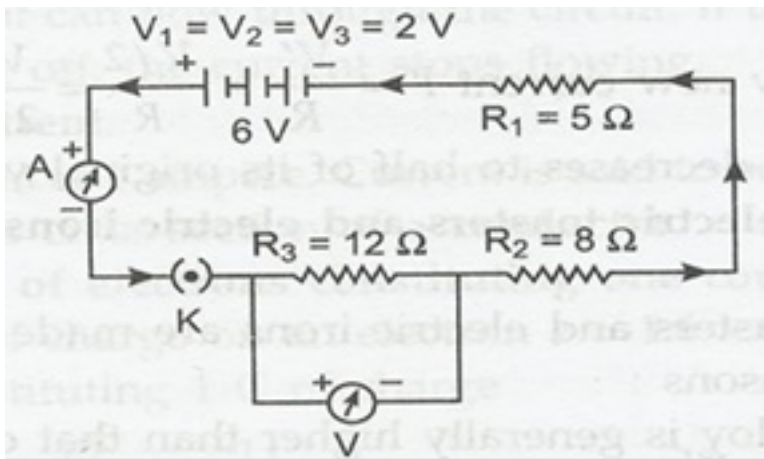 V₁ = V₂ = V₃ = 2 V
+ −
6 V
R₁ = 5 Ω
+
A
−
R₃ = 12 Ω
R₂ = 8 Ω
K
+ −
V